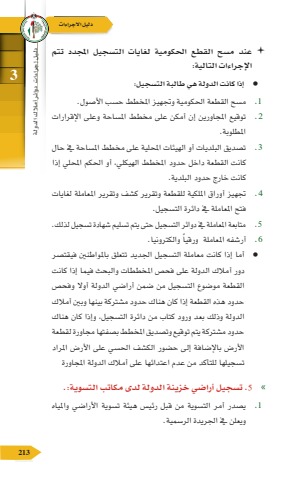 دليل الاجراءات
دليل إجراءات دوائر أملاك الدولة
3
عند مسح القطع الحكومية لغايات التسجيل المجدد تتم
الإجراءات التالية:
● إذا كانت الدولة هي طالبة التسجيل:
1. مسح القطعة الحكومية وتجهيز المخطط حسب الأصول.
2. توقيع المجاورين إن أمكن على مخطط المساحة وعلى الإقرارات
المطلوبة.
3. تصديق البلديات أو الهيئات المحلية على مخطط المساحة في حال
كانت القطعة داخل حدود المخطط الهيكلي، أو الحكم المحلي إذا
كانت خارج حدود البلدية.
4. تجهيز أوراق الملكية للقطعة وتقرير كشف وتقرير المعاملة لغايات
فتح المعاملة في دائرة التسجيل.
5. متابعة المعاملة في دوائر التسجيل حتى يتم تسليم شهادة تسجيل لذلك.
6. أرشفه المعاملة ورقياً والكترونيا.
● أما إذا كانت معاملة التسجيل الجديد تتعلق بالمواطنين فيقتصر
دور أملاك الدولة على فحص المخططات والبحث فيما إذا كانت
القطعة موضوع التسجيل من ضمن أراضي الدولة أولا وفحص
حدود هذه القطعة إذا كان هناك حدود مشتركة بينها وبين أملاك
الدولة وذلك بعد ورود كتاب من دائرة التسجيل، وإذا كان هناك
حدود مشتركة يتم توقيع وتصديق المخطط بصفتها مجاورة لقطعة
الأرض بالإضافة إلى حضور الكشف الحسي على الأرض المراد
تسجيلها للتأكد من عدم اعتدائها على أملاك الدولة المجاورة
» 5. تسجيل أراضي خزينة الدولة لدى مكاتب التسوية:.
1. يصدر أمر التسوية من قبل رئيس هيئة تسوية الأراضي والمياه
ويعلن في الجريدة الرسمية.
213